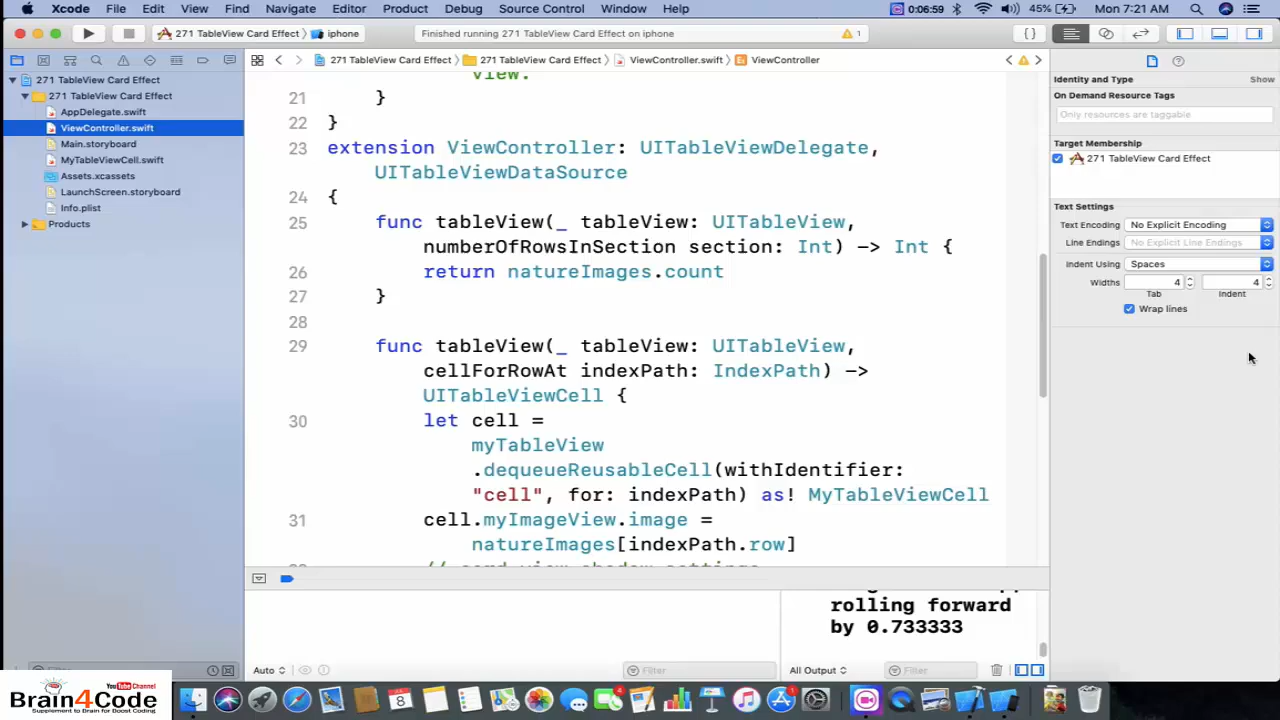 Xcode File Edit View Find Navigate Editor Product Debug Source Control Window Help 0:06:59 45% Mon 7:21 AM
271 TableView Card Effect iphone Finished running 271 TableView Card Effect on iphone 1
271 TableView Card Effect 271 TableView Card Effect ViewController.swift ViewController
271 TableView Card Effect
271 TableView Card Effect
AppDelegate.swift
ViewController.swift
Main.storyboard
MyTableViewCell.swift
Assets.xcassets
LaunchScreen.storyboard
Info.plist
Products
view.
21 }
22 }
23 extension ViewController: UITableViewDelegate,
UITableViewDataSource
24 {
25 func tableView(_ tableView: UITableView,
numberOfRowsInSection section: Int) -> Int {
26 return natureImages.count
27 }
28
29 func tableView(_ tableView: UITableView,
cellForRowAt indexPath: IndexPath) ->
UITableViewCell {
30 let cell =
myTableView
.dequeueReusableCell(withIdentifier:
"cell", for: indexPath) as! MyTableViewCell
31 cell.myImageView.image =
natureImages[indexPath.row]
rolling forward
by 0.733333
Auto Filter All Output Filter
Identity and Type Show
On Demand Resource Tags
Only resources are taggable
Target Membership
271 TableView Card Effect
Text Settings
Text Encoding No Explicit Encoding
Line Endings No Explicit Line Endings
Indent Using Spaces
Widths 4 4
Tab Indent
Wrap lines
YouTube Channel
Brain4Code
Supplement to Brain for Boost Coding